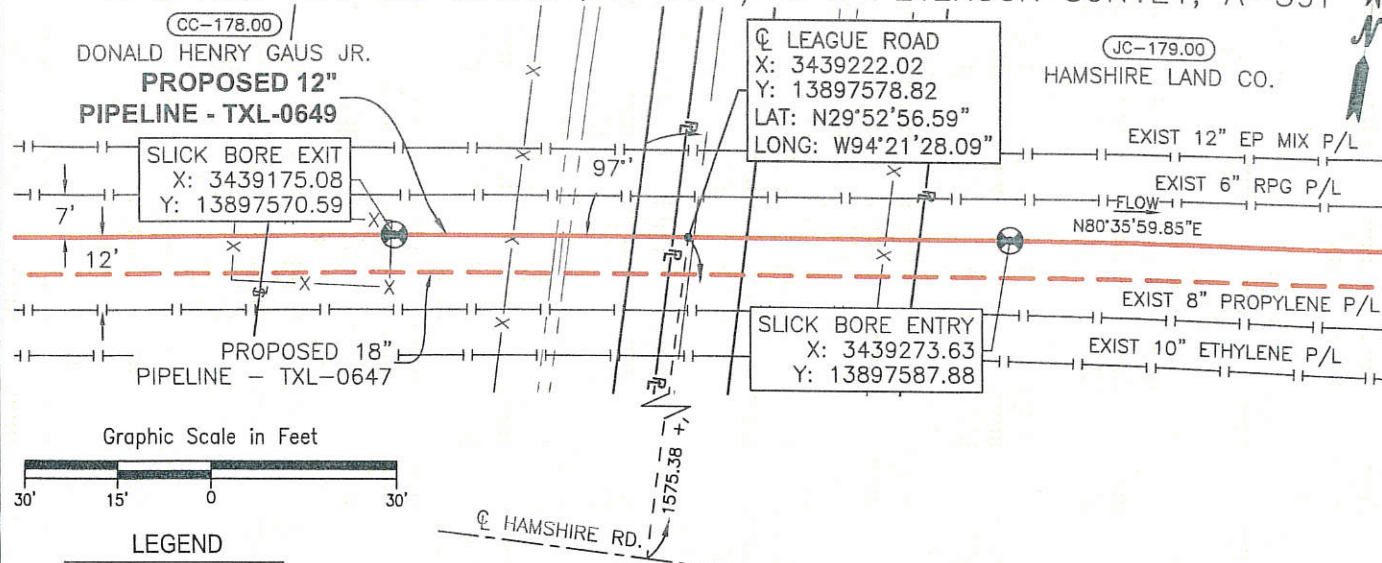 SURVEY, A-
CC-178.00
DONALD HENRY GAUS JR.
PROPOSED 12"
PIPELINE - TXL-0649
SLICK BORE EXIT
X: 3439175.08
Y: 13897570.59
℄ LEAGUE ROAD
X: 3439222.02
Y: 13897578.82
LAT: N29°52'56.59"
LONG: W94°21'28.09"
JC-179.00
HAMSHIRE LAND CO.
N
EXIST 12" EP MIX P/L
EXIST 6" RPG P/L
FLOW
N80°35'59.85"E
97°
7'
12'
EXIST 8" PROPYLENE P/L
EXIST 10" ETHYLENE P/L
SLICK BORE ENTRY
X: 3439273.63
Y: 13897587.88
PROPOSED 18"
PIPELINE - TXL-0647
Graphic Scale in Feet
30' 15' 0 30'
1575.38 +,
℄ HAMSHIRE RD.
LEGEND